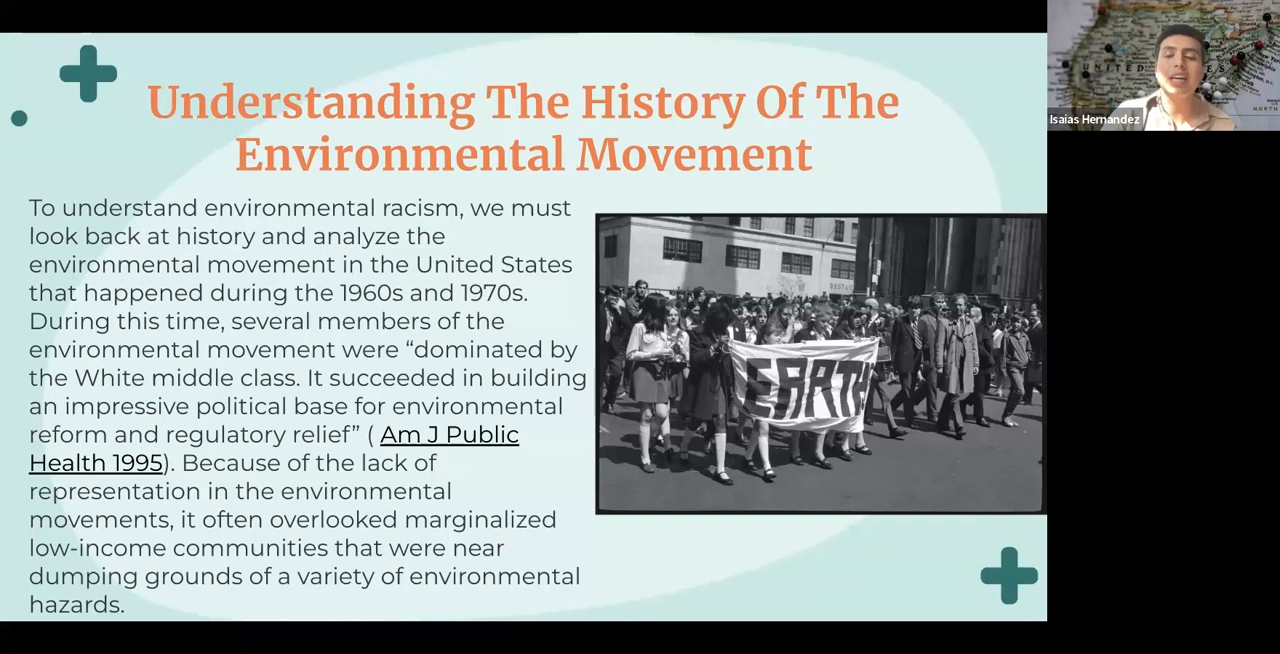 Understanding The History Of The
Environmental Movement
To understand environmental racism, we must
look back at history and analyze the
environmental movement in the United States
that happened during the 1960s and 1970s.
During this time, several members of the
environmental movement were “dominated by
the White middle class. It succeeded in building
an impressive political base for environmental
reform and regulatory relief” ( Am J Public
Health 1995). Because of the lack of
representation in the environmental
movements, it often overlooked marginalized
low-income communities that were near
dumping grounds of a variety of environmental
hazards.
EARTH
UNITED
Isaias Hernandez